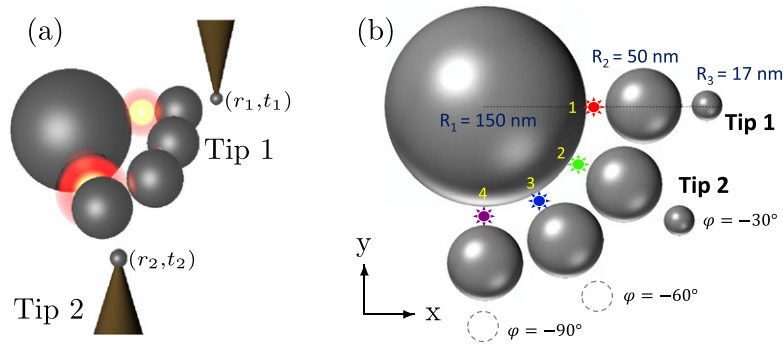 (a)
(r₁,t₁)
Tip 1
(r₂,t₂)
Tip 2
(b)
R₂ = 50 nm
R₃ = 17 nm
R₁ = 150 nm
1
Tip 1
2
Tip 2
3
4
φ = −30°
y
x
φ = −60°
φ = −90°